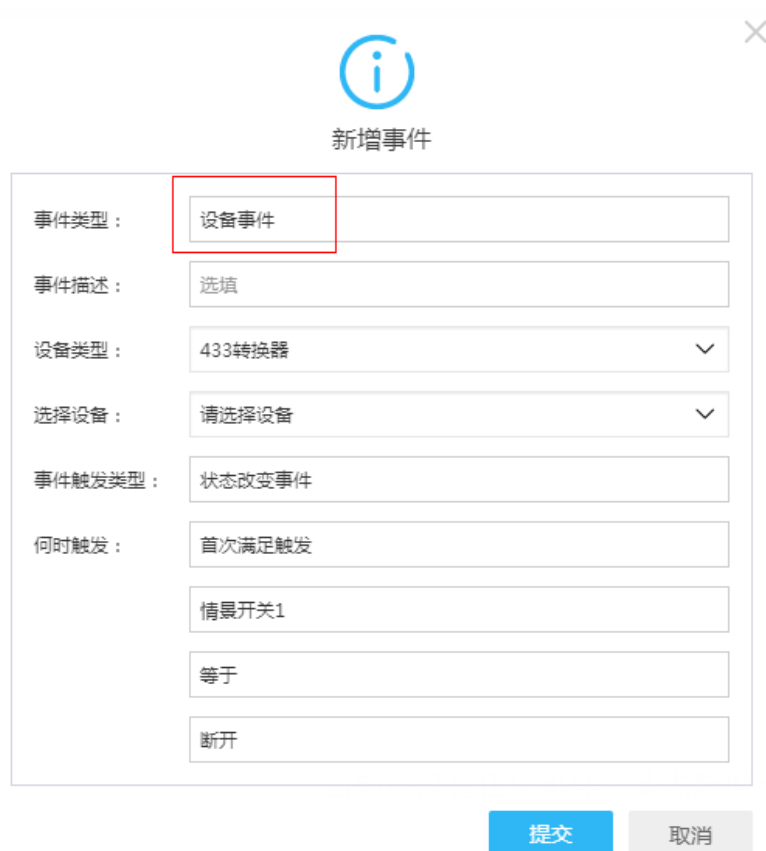 新增事件
事件类型： 设备事件
事件描述： 选填
设备类型： 433转换器
选择设备： 请选择设备
事件触发类型： 状态改变事件
何时触发： 首次满足触发
情景开关1
等于
断开
提交 取消